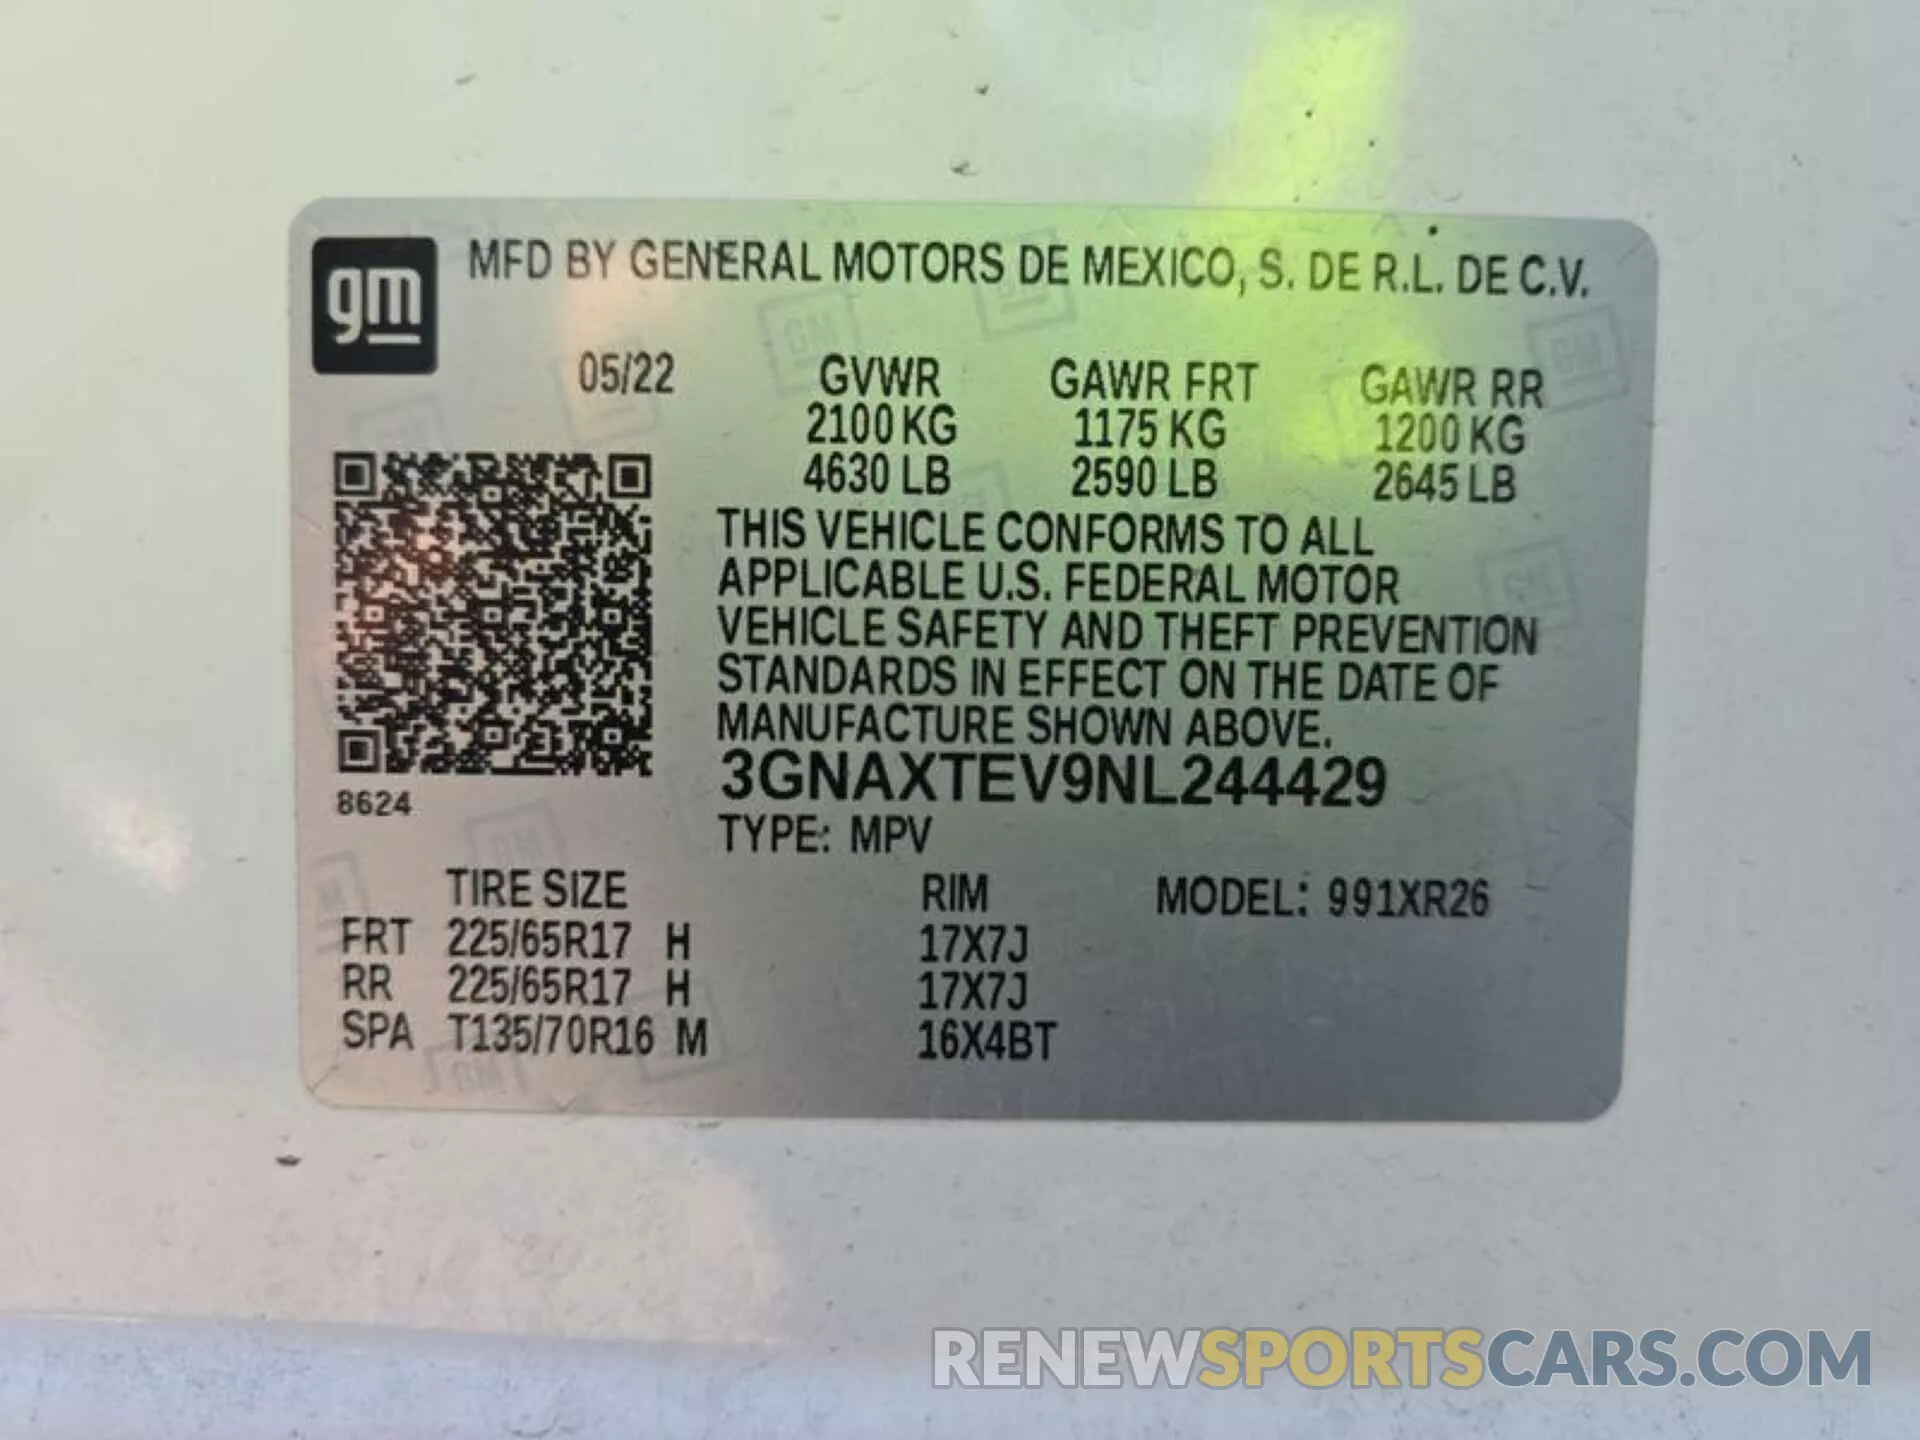 gm
MFD BY GENERAL MOTORS DE MEXICO, S. DE R.L. DE C.V.
05/22 GVWR GAWR FRT GAWR RR
2100 KG 1175 KG 1200 KG
4630 LB 2590 LB 2645 LB
THIS VEHICLE CONFORMS TO ALL
APPLICABLE U.S. FEDERAL MOTOR
VEHICLE SAFETY AND THEFT PREVENTION
STANDARDS IN EFFECT ON THE DATE OF
MANUFACTURE SHOWN ABOVE.
3GNAXTEV9NL244429
8624
TYPE: MPV
TIRE SIZE RIM MODEL: 991XR26
FRT 225/65R17 H 17X7J
RR 225/65R17 H 17X7J
SPA T135/70R16 M 16X4BT
RENEWSPORTSCARS.COM